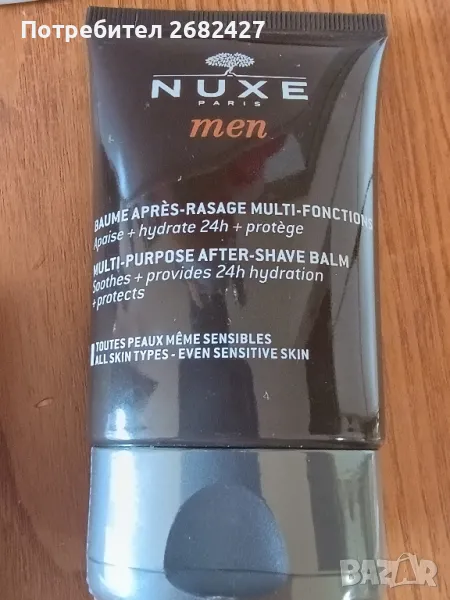 Потребител 2682427
NUXE
PARIS
men
BAUME APRÈS-RASAGE MULTI-FONCTIONS
Apaise + hydrate 24h + protège
MULTI-PURPOSE AFTER-SHAVE BALM
Soothes + provides 24h hydration
+ protects
TOUTES PEAUX MÊME SENSIBLES
ALL SKIN TYPES - EVEN SENSITIVE SKIN
BAZAR